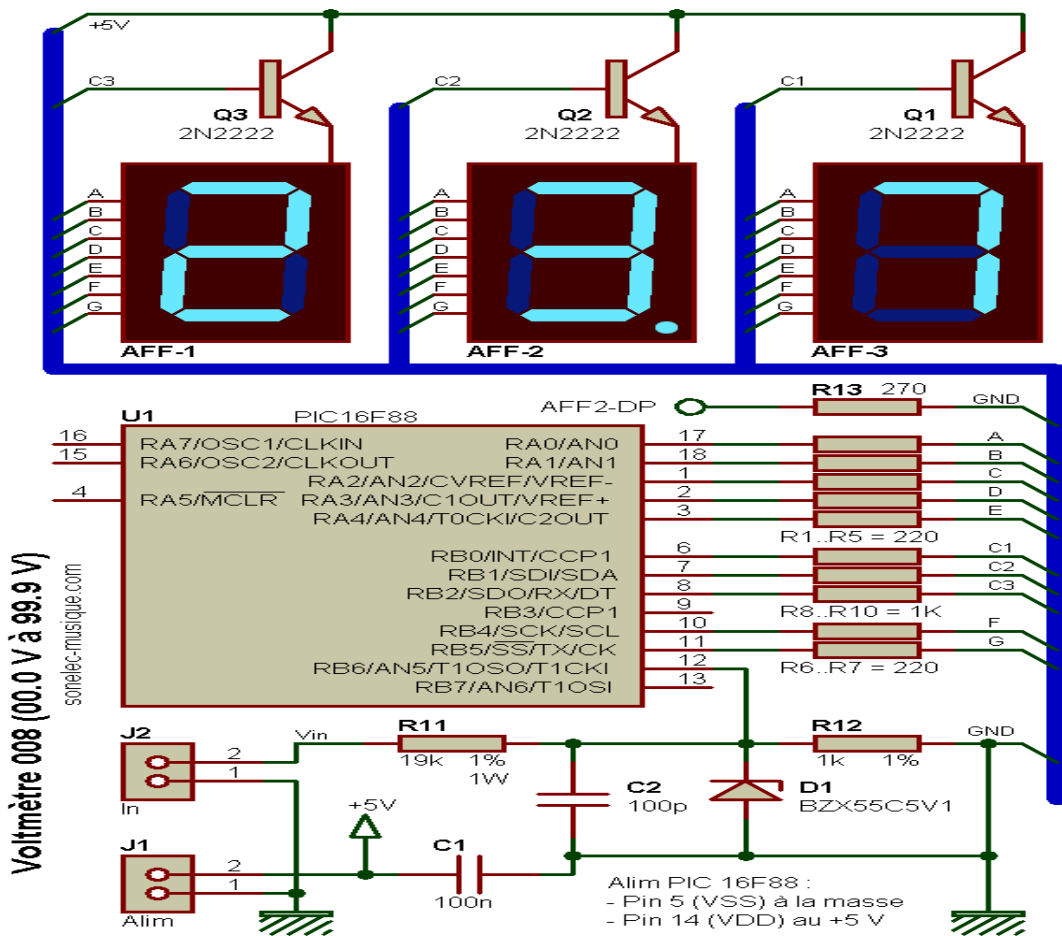 +5V
C3
C2
C1
Q3
2N2222
Q2
2N2222
Q1
2N2222
A
B
C
D
E
F
G
A
B
C
D
E
F
G
A
B
C
D
E
F
G
AFF-1
AFF-2
AFF-3
U1
PIC16F88
AFF2-DP
R13 270
GND
16
15
4
RA7/OSC1/CLKIN
RA6/OSC2/CLKOUT
RA5/MCLR
RA0/AN0
RA1/AN1
RA2/AN2/CVREF/VREF-
RA3/AN3/C1OUT/VREF+
RA4/AN4/T0CKI/C2OUT
RB0/INT/CCP1
RB1/SDI/SDA
RB2/SDO/RX/DT
RB3/CCP1
RB4/SCK/SCL
RB5/SS/TX/CK
RB6/AN5/T1OSO/T1CKI
RB7/AN6/T1OSI
17
18
1
2
3
6
7
8
9
10
11
12
13
A
B
C
D
E
R1..R5 = 220
C1
C2
C3
R8..R10 = 1K
F
G
R6..R7 = 220
Voltmètre 008 (00.0 V à 99.9 V)
sonelec-musique.com
J2
2
1
In
Vin
R11
19k 1%
1W
R12
1k 1%
GND
C2
100p
D1
BZX55C5V1
+5V
J1
2
1
Alim
C1
100n
Alim PIC 16F88 :
- Pin 5 (VSS) à la masse
- Pin 14 (VDD) au +5 V